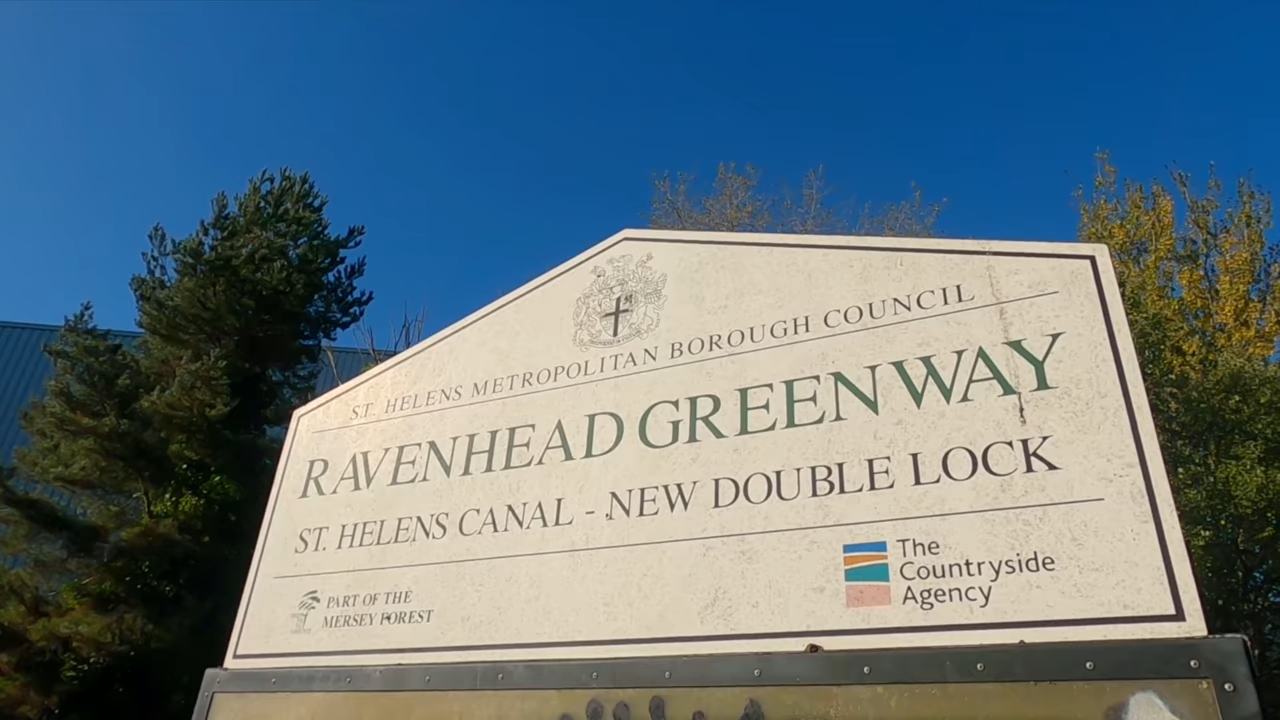 ST. HELENS METROPOLITAN BOROUGH COUNCIL
RAVENHEAD GREENWAY
ST. HELENS CANAL - NEW DOUBLE LOCK
PART OF THE
MERSEY FOREST
The
Countryside
Agency